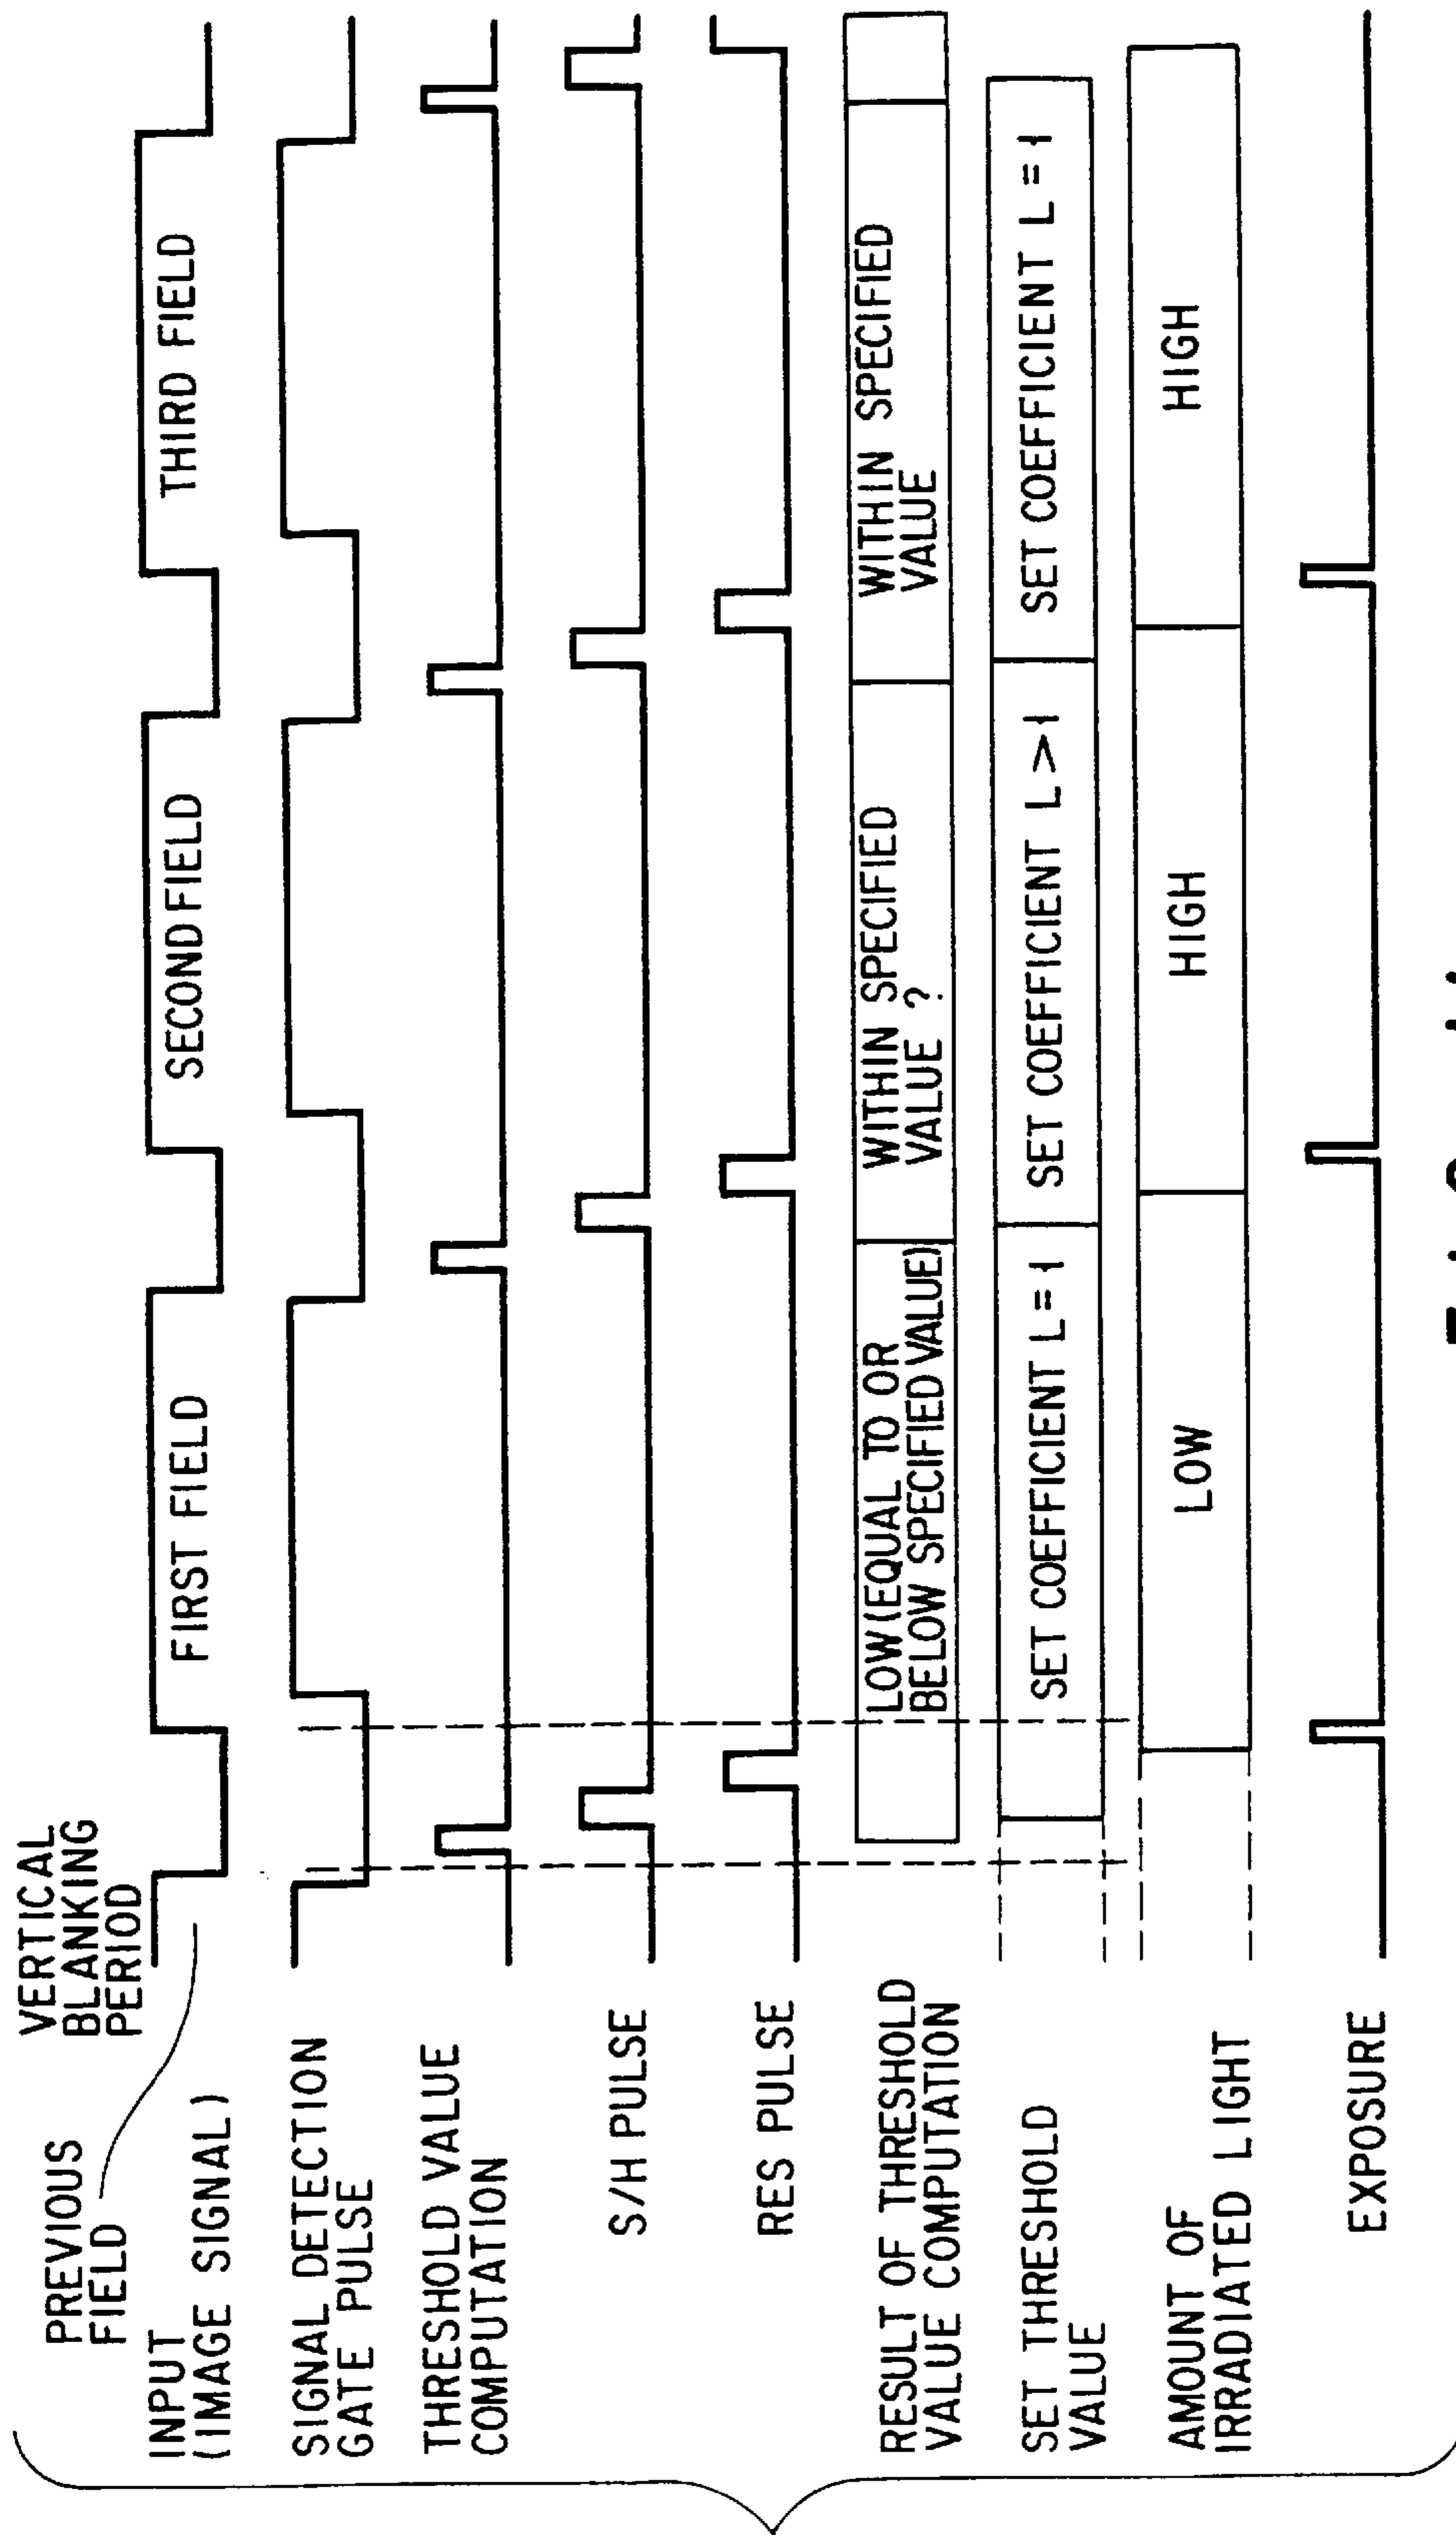 PREVIOUS
FIELD
VERTICAL
BLANKING
PERIOD
INPUT
(IMAGE SIGNAL)
FIRST FIELD
SECOND FIELD
THIRD FIELD
SIGNAL DETECTION
GATE PULSE
THRESHOLD VALUE
COMPUTATION
S/H PULSE
RES PULSE
RESULT OF THRESHOLD
VALUE COMPUTATION
LOW(EQUAL TO OR
BELOW SPECIFIED VALUE)
WITHIN SPECIFIED
VALUE ?
WITHIN SPECIFIED
VALUE
SET THRESHOLD
VALUE
SET COEFFICIENT L = 1
SET COEFFICIENT L > 1
SET COEFFICIENT L = 1
AMOUNT OF
IRRADIATED LIGHT
LOW
HIGH
HIGH
EXPOSURE